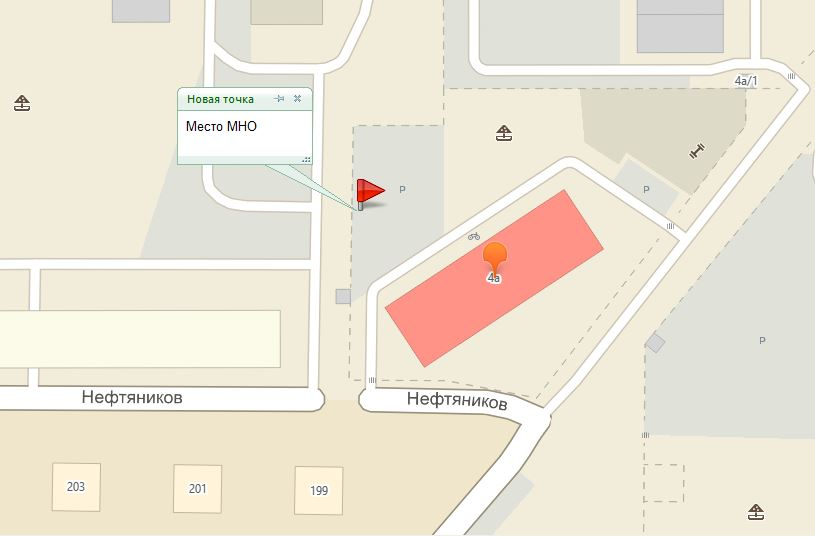 4а/1
Новая точка
Место МНО
P
P
4а
P
Нефтяников
Нефтяников
203
201
199